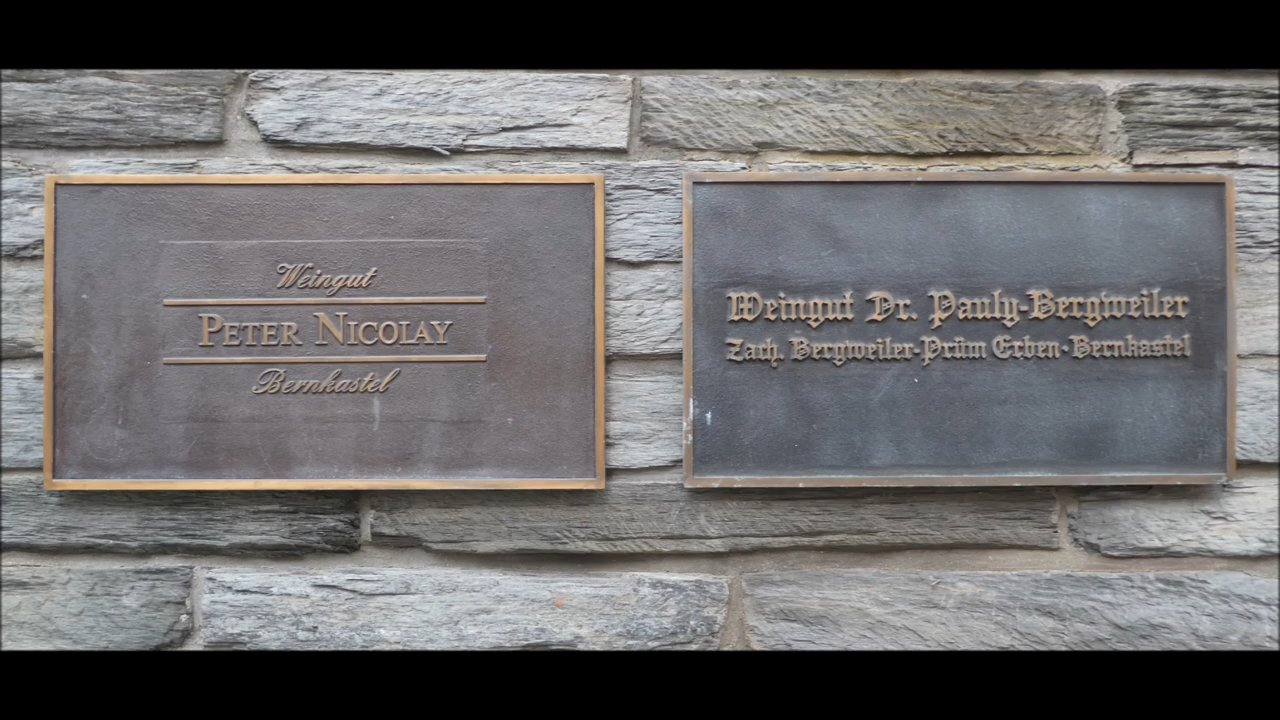 Weingut
PETER NICOLAY
Bernkastel
Weingut Dr. Pauly-Bergweiler
Zach. Bergweiler-Prüm Erben-Bernkastel